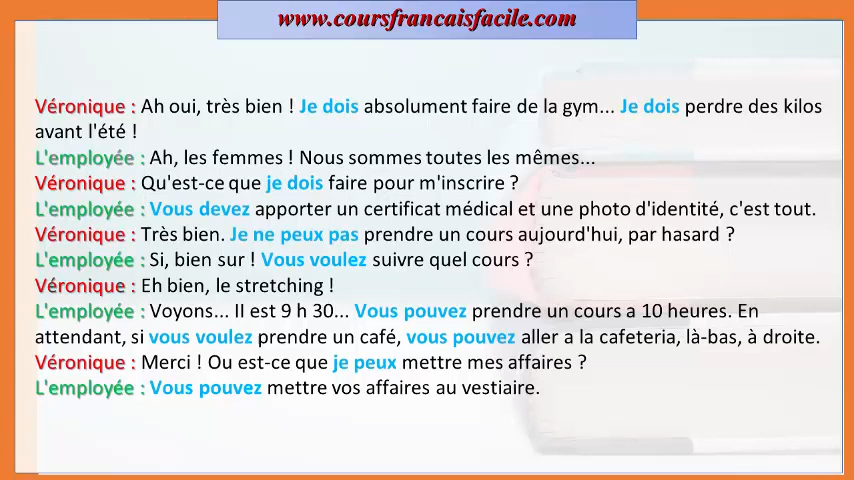 www.coursfrancaisfacile.com
Véronique : Ah oui, très bien ! Je dois absolument faire de la gym... Je dois perdre des kilos
avant l'été !
L'employée : Ah, les femmes ! Nous sommes toutes les mêmes...
Véronique : Qu'est-ce que je dois faire pour m'inscrire ?
L'employée : Vous devez apporter un certificat médical et une photo d'identité, c'est tout.
Véronique : Très bien. Je ne peux pas prendre un cours aujourd'hui, par hasard ?
L'employée : Si, bien sur ! Vous voulez suivre quel cours ?
Véronique : Eh bien, le stretching !
L'employée : Voyons... II est 9 h 30... Vous pouvez prendre un cours a 10 heures. En
attendant, si vous voulez prendre un café, vous pouvez aller a la cafeteria, là-bas, à droite.
Véronique : Merci ! Ou est-ce que je peux mettre mes affaires ?
L'employée : Vous pouvez mettre vos affaires au vestiaire.